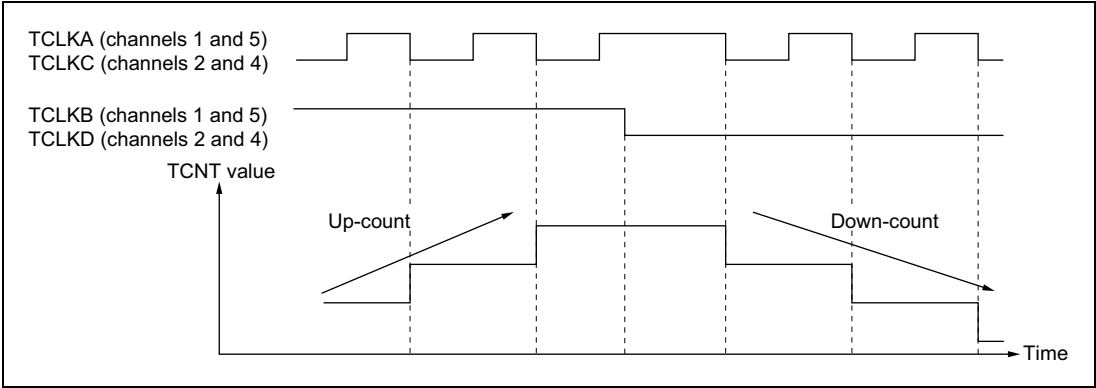 TCLKA (channels 1 and 5)
TCLKC (channels 2 and 4)
TCLKB (channels 1 and 5)
TCLKD (channels 2 and 4)
TCNT value
Up-count
Down-count
Time